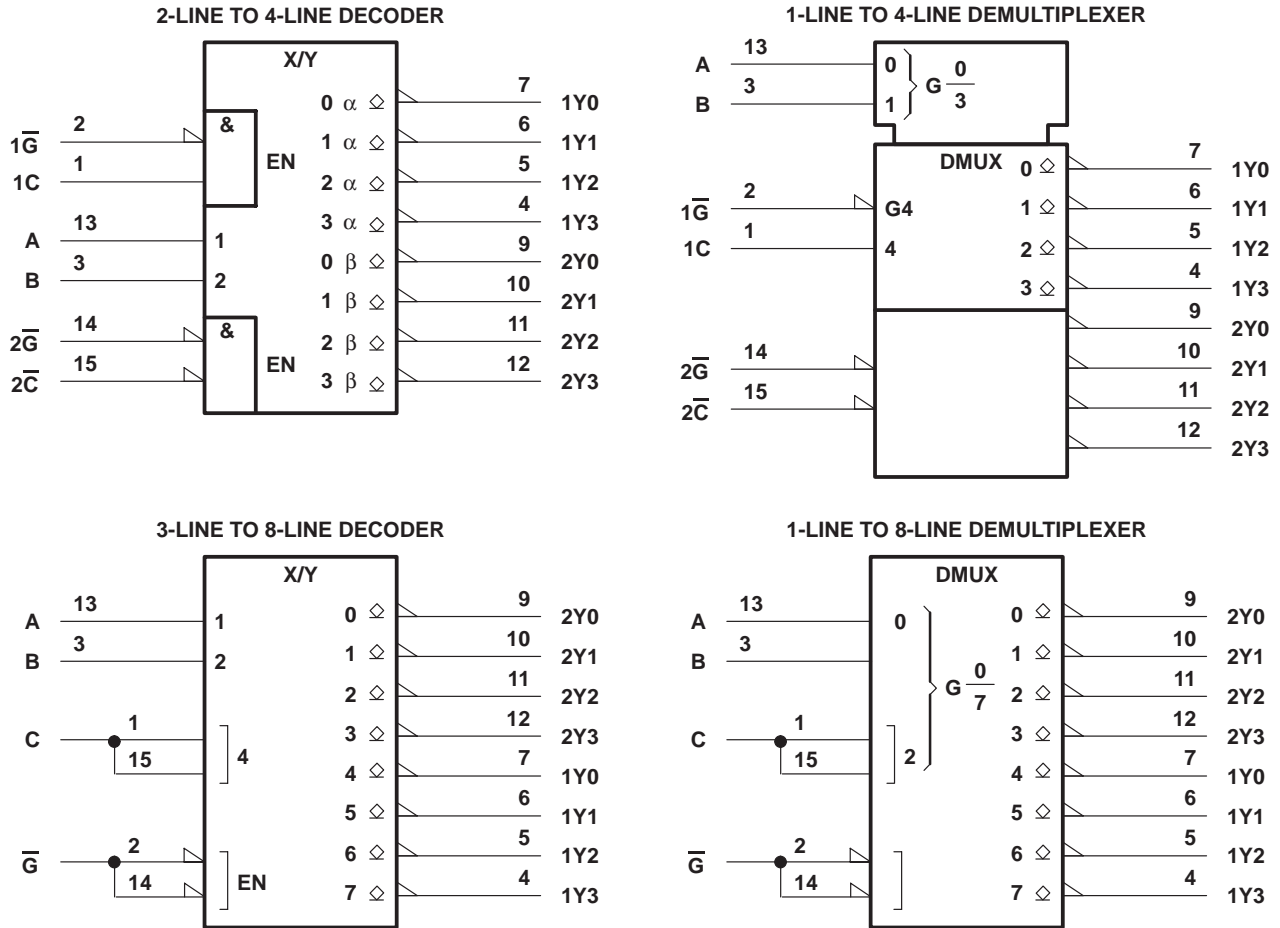 2-LINE TO 4-LINE DECODER
X/Y
1G̅ 2 & EN
1C 1
A 13 1
B 3 2
2G̅ 14 & EN
2C̅ 15
0 α ◇ 7 1Y0
1 α ◇ 6 1Y1
2 α ◇ 5 1Y2
3 α ◇ 4 1Y3
0 β ◇ 9 2Y0
1 β ◇ 10 2Y1
2 β ◇ 11 2Y2
3 β ◇ 12 2Y3
1-LINE TO 4-LINE DEMULTIPLEXER
A 13 0
B 3 1
G 0/3
DMUX
1G̅ 2 G4
1C 1 4
2G̅ 14
2C̅ 15
0 ◇ 7 1Y0
1 ◇ 6 1Y1
2 ◇ 5 1Y2
3 ◇ 4 1Y3
9 2Y0
10 2Y1
11 2Y2
12 2Y3
3-LINE TO 8-LINE DECODER
X/Y
A 13 1
B 3 2
C 1 4
15
G̅ 2 EN
14
0 ◇ 9 2Y0
1 ◇ 10 2Y1
2 ◇ 11 2Y2
3 ◇ 12 2Y3
4 ◇ 7 1Y0
5 ◇ 6 1Y1
6 ◇ 5 1Y2
7 ◇ 4 1Y3
1-LINE TO 8-LINE DEMULTIPLEXER
DMUX
A 13 0
B 3
C 1 2
15
G 0/7
G̅ 2
14
0 ◇ 9 2Y0
1 ◇ 10 2Y1
2 ◇ 11 2Y2
3 ◇ 12 2Y3
4 ◇ 7 1Y0
5 ◇ 6 1Y1
6 ◇ 5 1Y2
7 ◇ 4 1Y3